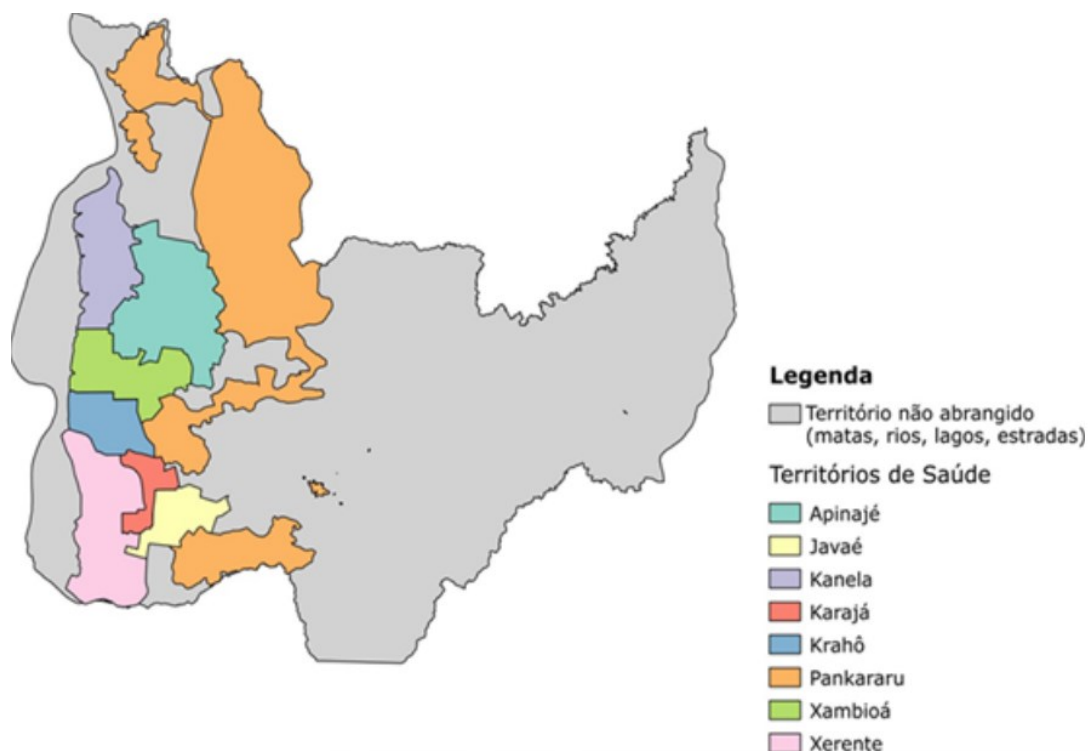 Legenda
Território não abrangido
(matas, rios, lagos, estradas)
Territórios de Saúde
Apinajé
Javaé
Kanela
Karajá
Krahô
Pankararu
Xambioá
Xerente